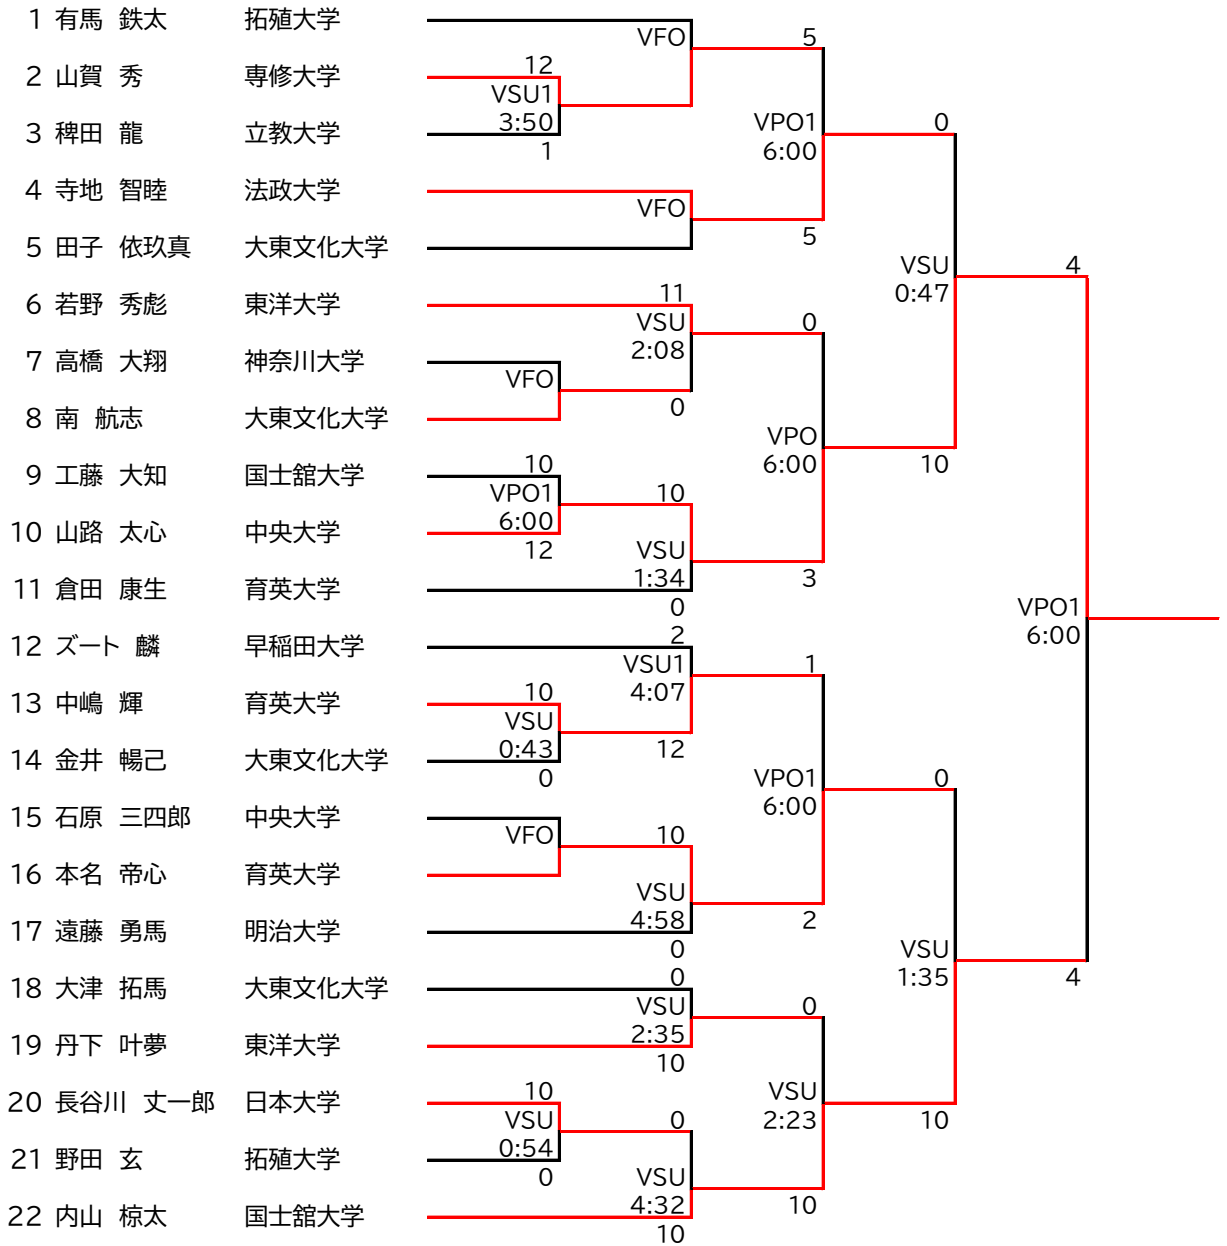 1 有馬 鉄太 拓殖大学
VFO 5
2 山賀 秀 専修大学 12
VSU1
3:50
VPO1 0
3 稗田 龍 立教大学
6:00
1
4 寺地 智睦 法政大学
VFO
5
5 田子 依玖真 大東文化大学
VSU 4
0:47
6 若野 秀彪 東洋大学 11
VSU 0
2:08
7 高橋 大翔 神奈川大学
VFO
0
8 南 航志 大東文化大学
VPO
6:00 10
9 工藤 大知 国士舘大学 10
VPO1 10
6:00
10 山路 太心 中央大学
12 VSU
1:34 3
11 倉田 康生 育英大学
0
VPO1
6:00
2
12 ズート 麟 早稲田大学
VSU1 1
4:07
13 中嶋 輝 育英大学 10
VSU
0:43 12
14 金井 暢己 大東文化大学
0
VPO1 0
6:00
15 石原 三四郎 中央大学
VFO 10
16 本名 帝心 育英大学
VSU
4:58 2
17 遠藤 勇馬 明治大学
0
VSU
1:35 4
0
18 大津 拓馬 大東文化大学
VSU 0
2:35
19 丹下 叶夢 東洋大学
10
VSU
2:23 10
20 長谷川 丈一郎 日本大学 10
VSU 0
0:54
21 野田 玄 拓殖大学
0
VSU
4:32 10
22 内山 椋太 国士舘大学
10